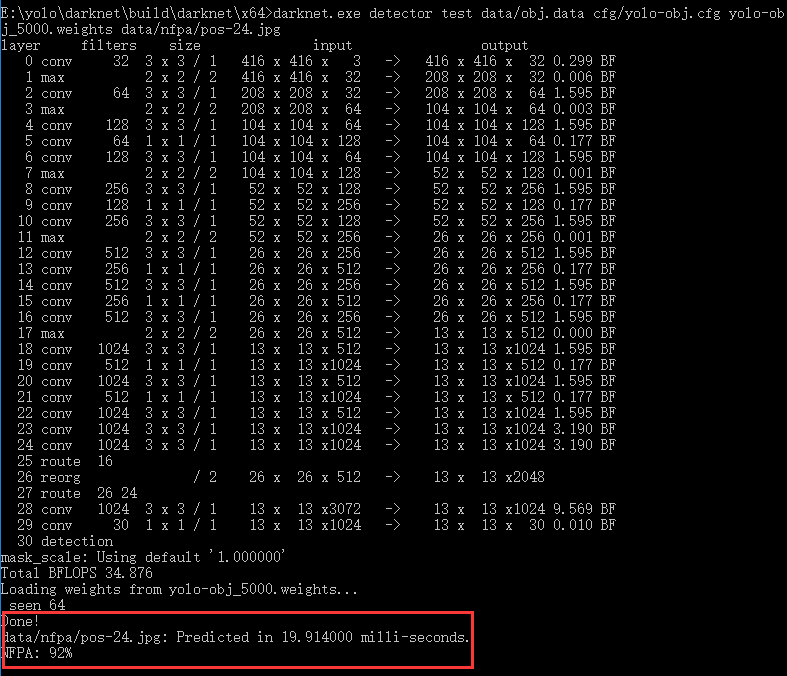 E:\yolo\darknet\build\darknet\x64>darknet.exe detector test data/obj.data cfg/yolo-obj.cfg yolo-ob
j_5000.weights data/nfpa/pos-24.jpg
layer     filters    size              input                output
   0 conv     32  3 x 3 / 1   416 x 416 x   3   ->   416 x 416 x  32 0.299 BF
   1 max          2 x 2 / 2   416 x 416 x  32   ->   208 x 208 x  32 0.006 BF
   2 conv     64  3 x 3 / 1   208 x 208 x  32   ->   208 x 208 x  64 1.595 BF
   3 max          2 x 2 / 2   208 x 208 x  64   ->   104 x 104 x  64 0.003 BF
   4 conv    128  3 x 3 / 1   104 x 104 x  64   ->   104 x 104 x 128 1.595 BF
   5 conv     64  1 x 1 / 1   104 x 104 x 128   ->   104 x 104 x  64 0.177 BF
   6 conv    128  3 x 3 / 1   104 x 104 x  64   ->   104 x 104 x 128 1.595 BF
   7 max          2 x 2 / 2   104 x 104 x 128   ->    52 x  52 x 128 0.001 BF
   8 conv    256  3 x 3 / 1    52 x  52 x 128   ->    52 x  52 x 256 1.595 BF
   9 conv    128  1 x 1 / 1    52 x  52 x 256   ->    52 x  52 x 128 0.177 BF
  10 conv    256  3 x 3 / 1    52 x  52 x 128   ->    52 x  52 x 256 1.595 BF
  11 max          2 x 2 / 2    52 x  52 x 256   ->    26 x  26 x 256 0.001 BF
  12 conv    512  3 x 3 / 1    26 x  26 x 256   ->    26 x  26 x 512 1.595 BF
  13 conv    256  1 x 1 / 1    26 x  26 x 512   ->    26 x  26 x 256 0.177 BF
  14 conv    512  3 x 3 / 1    26 x  26 x 256   ->    26 x  26 x 512 1.595 BF
  15 conv    256  1 x 1 / 1    26 x  26 x 512   ->    26 x  26 x 256 0.177 BF
  16 conv    512  3 x 3 / 1    26 x  26 x 256   ->    26 x  26 x 512 1.595 BF
  17 max          2 x 2 / 2    26 x  26 x 512   ->    13 x  13 x 512 0.000 BF
  18 conv   1024  3 x 3 / 1    13 x  13 x 512   ->    13 x  13 x1024 1.595 BF
  19 conv    512  1 x 1 / 1    13 x  13 x1024   ->    13 x  13 x 512 0.177 BF
  20 conv   1024  3 x 3 / 1    13 x  13 x 512   ->    13 x  13 x1024 1.595 BF
  21 conv    512  1 x 1 / 1    13 x  13 x1024   ->    13 x  13 x 512 0.177 BF
  22 conv   1024  3 x 3 / 1    13 x  13 x 512   ->    13 x  13 x1024 1.595 BF
  23 conv   1024  3 x 3 / 1    13 x  13 x1024   ->    13 x  13 x1024 3.190 BF
  24 conv   1024  3 x 3 / 1    13 x  13 x1024   ->    13 x  13 x1024 3.190 BF
  25 route  16
  26 reorg              / 2    26 x  26 x 512   ->    13 x  13 x2048
  27 route  26 24
  28 conv   1024  3 x 3 / 1    13 x  13 x3072   ->    13 x  13 x1024 9.569 BF
  29 conv     30  1 x 1 / 1    13 x  13 x1024   ->    13 x  13 x  30 0.010 BF
  30 detection
mask_scale: Using default '1.000000'
Total BFLOPS 34.876
Loading weights from yolo-obj_5000.weights...
 seen 64
Done!
data/nfpa/pos-24.jpg: Predicted in 19.914000 milli-seconds.
NFPA: 92%